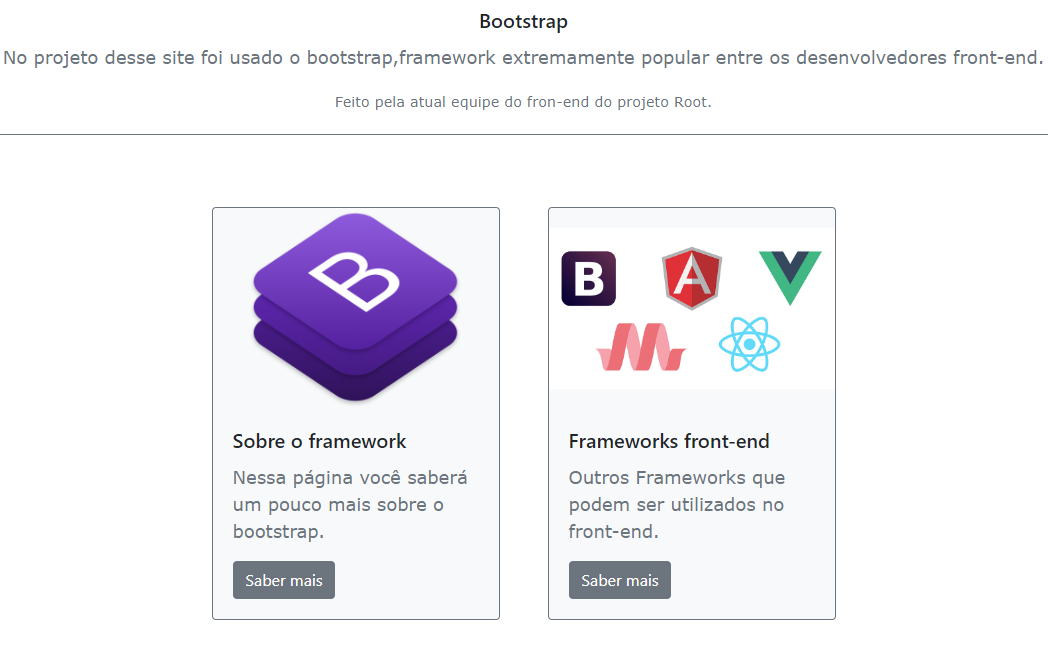 Bootstrap
No projeto desse site foi usado o bootstrap,framework extremamente popular entre os desenvolvedores front-end.
Feito pela atual equipe do fron-end do projeto Root.
B
B
A
Sobre o framework
Nessa página você saberá
um pouco mais sobre o
bootstrap.
Saber mais
Frameworks front-end
Outros Frameworks que
podem ser utilizados no
front-end.
Saber mais